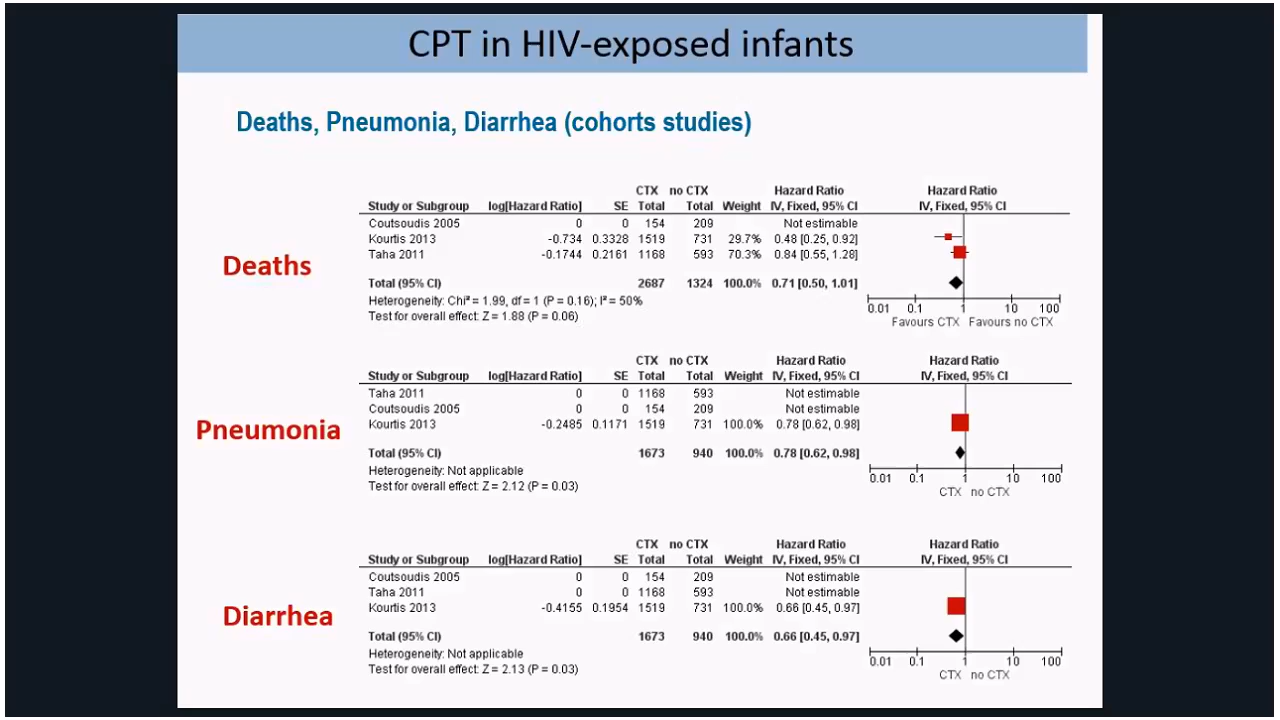 CPT in HIV-exposed infants
Deaths, Pneumonia, Diarrhea (cohorts studies)
Deaths
CTX no CTX Hazard Ratio Hazard Ratio
Study or Subgroup log[Hazard Ratio] SE Total Total Weight IV, Fixed, 95% CI IV, Fixed, 95% CI
Coutsoudis 2005 0 0 154 209 Not estimable
Kourtis 2013 -0.734 0.3328 1519 731 29.7% 0.48 [0.25, 0.92]
Taha 2011 -0.1744 0.2161 1168 593 70.3% 0.84 [0.55, 1.28]
Total (95% CI) 2687 1324 100.0% 0.71 [0.50, 1.01]
Heterogeneity: Chi² = 1.99, df = 1 (P = 0.16); I² = 50%
Test for overall effect: Z = 1.88 (P = 0.06)
0.01 0.1 1 10 100
Favours CTX Favours no CTX
Pneumonia
CTX no CTX Hazard Ratio Hazard Ratio
Study or Subgroup log[Hazard Ratio] SE Total Total Weight IV, Fixed, 95% CI IV, Fixed, 95% CI
Taha 2011 0 0 1168 593 Not estimable
Coutsoudis 2005 0 0 154 209 Not estimable
Kourtis 2013 -0.2485 0.1171 1519 731 100.0% 0.78 [0.62, 0.98]
Total (95% CI) 1673 940 100.0% 0.78 [0.62, 0.98]
Heterogeneity: Not applicable
Test for overall effect: Z = 2.12 (P = 0.03)
0.01 0.1 1 10 100
CTX no CTX
Diarrhea
CTX no CTX Hazard Ratio Hazard Ratio
Study or Subgroup log[Hazard Ratio] SE Total Total Weight IV, Fixed, 95% CI IV, Fixed, 95% CI
Coutsoudis 2005 0 0 154 209 Not estimable
Taha 2011 0 0 1168 593 Not estimable
Kourtis 2013 -0.4155 0.1954 1519 731 100.0% 0.66 [0.45, 0.97]
Total (95% CI) 1673 940 100.0% 0.66 [0.45, 0.97]
Heterogeneity: Not applicable
Test for overall effect: Z = 2.13 (P = 0.03)
0.01 0.1 1 10 100
CTX no CTX